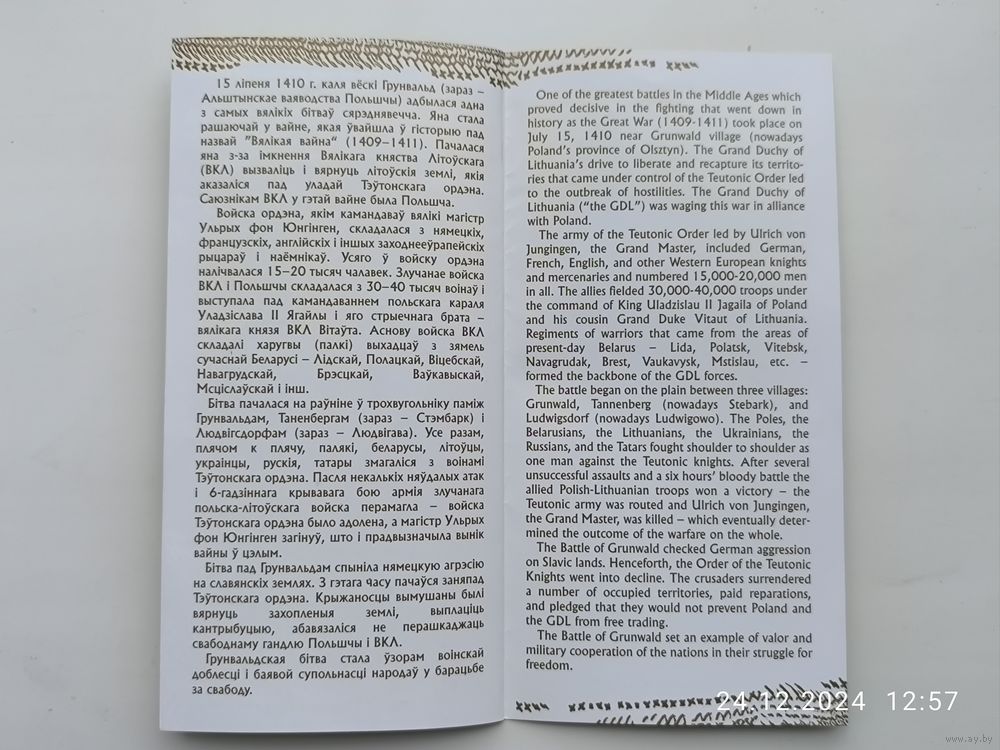 15 ліпеня 1410 г. каля вёскі Грунвальд (зараз –
Альштынскае ваяводства Польшчы) адбылася адна
з самых вялікіх бітваў сярэднявечча. Яна стала
рашаючай у вайне, якая ўвайшла ў гісторыю пад
назвай "Вялікая вайна“ (1409–1411). Пачалася
яна з-за імкнення Вялікага княства Літоўскага
(ВКЛ) вызваліць і вярнуць літоўскія землі, якія
аказаліся пад уладай Тэўтонскага ордэна.
Саюзнікам ВКЛ у гэтай вайне была Польшча.
Войска ордэна, якім камандаваў вялікі магістр
Ульрых фон Юнгінген, складалася з нямецкіх,
французскіх, англійскіх і іншых заходнееўрапейскіх
рыцараў і наёмнікаў. Усяго ў войску ордэна
налічвалася 15–20 тысяч чалавек. Злучанае войска
ВКЛ і Польшчы складалася з 30–40 тысяч воінаў і
выступала пад камандаваннем польскага караля
Уладзіслава II Ягайлы і яго стрыечнага брата –
вялікага князя ВКЛ Вітаўта. Аснову войска ВКЛ
складалі харугвы (палкі) выхадцаў з зямель
сучаснай Беларусі – Лідскай, Полацкай, Віцебскай,
Навагрудскай, Брэсцкай, Ваўкавыскай,
Мсціслаўскай і інш.
Бітва пачалася на раўніне ў трохвугольніку паміж
Грунвальдам, Таненбергам (зараз – Стэмбарк) і
Людвігсдорфам (зараз – Людвігава). Усе разам,
плячом к плячу, палякі, беларусы, літоўцы,
украінцы, рускія, татары змагаліся з воінамі
Тэўтонскага ордэна. Пасля некалькіх няўдалых атак
і 6-гадзіннага крывавага бою армія злучанага
польска-літоўскага войска перамагла – войска
Тэўтонскага ордэна было адолена, а магістр Ульрых
фон Юнгінген загінуў, што і прадвызначыла вынік
вайны ў цэлым.
Бітва пад Грунвальдам спыніла нямецкую агрэсію
на славянскіх землях. З гэтага часу пачаўся заняпад
Тэўтонскага ордэна. Крыжаносцы вымушаны былі
вярнуць захопленыя землі, выплаціць
кантрыбуцыю, абавязаліся не перашкаджаць
свабоднаму гандлю Польшчы і ВКЛ.
Грунвальдская бітва стала ўзорам воінскай
доблесці і баявой супольнасці народаў у барацьбе
за свабоду.
One of the greatest battles in the Middle Ages which
proved decisive in the fighting that went down in
history as the Great War (1409-1411) took place on
July 15, 1410 near Grunwald village (nowadays
Poland's province of Olsztyn). The Grand Duchy of
Lithuania's drive to liberate and recapture its territo-
ries that came under control of the Teutonic Order led
to the outbreak of hostilities. The Grand Duchy of
Lithuania (“the GDL”) was waging this war in alliance
with Poland.
The army of the Teutonic Order led by Ulrich von
Jungingen, the Grand Master, included German,
French, English, and other Western European knights
and mercenaries and numbered 15,000-20,000 men
in all. The allies fielded 30,000-40,000 troops under
the command of King Uladzislau II Jagaila of Poland
and his cousin Grand Duke Vitaut of Lithuania.
Regiments of warriors that came from the areas of
present-day Belarus – Lida, Polatsk, Vitebsk,
Navagrudak, Brest, Vaukavysk, Mstislau, etc. –
formed the backbone of the GDL forces.
The battle began on the plain between three villages:
Grunwald, Tannenberg (nowadays Stebark), and
Ludwigsdorf (nowadays Ludwigowo). The Poles, the
Belarusians, the Lithuanians, the Ukrainians, the
Russians, and the Tatars fought shoulder to shoulder as
one man against the Teutonic knights. After several
unsuccessful assaults and a six hours' bloody battle the
allied Polish-Lithuanian troops won a victory – the
Teutonic army was routed and Ulrich von Jungingen,
the Grand Master, was killed – which eventually deter-
mined the outcome of the warfare on the whole.
The Battle of Grunwald checked German aggression
on Slavic lands. Henceforth, the Order of the Teutonic
Knights went into decline. The crusaders surrendered
a number of occupied territories, paid reparations,
and pledged that they would not prevent Poland and
the GDL from free trading.
The Battle of Grunwald set an example of valor and
military cooperation of the nations in their struggle for
freedom.
24.12.2024 12:57
www.ay.by